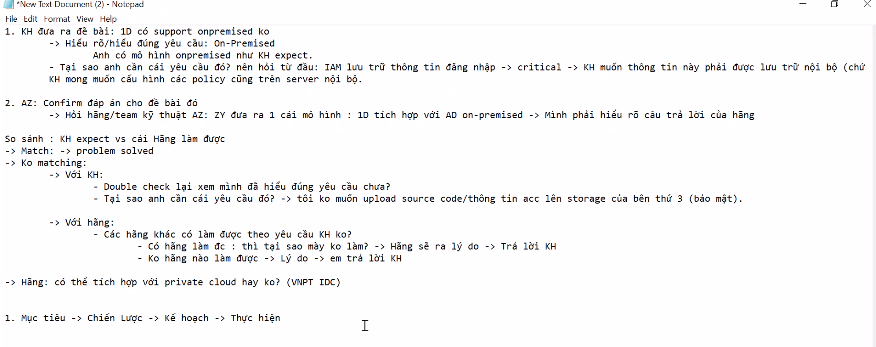 *New Text Document (2) - Notepad
File Edit Format View Help
1. KH đưa ra đề bài: 1D có support onpremised ko
-> Hiểu rõ/hiểu đúng yêu cầu: On-Premised
Anh có mô hình onpremised như KH expect.
- Tại sao anh cần cái yêu cầu đó? nên hỏi từ đầu: IAM lưu trữ thông tin đăng nhập -> critical -> KH muốn thông tin này phải được lưu trữ nội bộ (chứ
KH mong muốn cấu hình các policy cũng trên server nội bộ.
2. AZ: Confirm đáp án cho đề bài đó
-> Hỏi hãng/team kỹ thuật AZ: ZY đưa ra 1 cái mô hình : 1D tích hợp với AD on-premised -> Mình phải hiểu rõ câu trả lời của hãng
So sánh : KH expect vs cái Hãng làm được
-> Match: -> problem solved
-> Ko matching:
-> Với KH:
- Double check lại xem mình đã hiểu đúng yêu cầu chưa?
- Tại sao anh cần cái yêu cầu đó? -> tôi ko muốn upload source code/thông tin acc lên storage của bên thứ 3 (bảo mật).
-> Với hãng:
- Các hãng khác có làm được theo yêu cầu KH ko?
- Có hãng làm đc : thì tại sao mày ko làm? -> Hãng sẽ ra lý do -> Trả lời KH
- Ko hãng nào làm được -> Lý do -> em trả lời KH
-> Hãng: có thể tích hợp với private cloud hay ko? (VNPT IDC)
1. Mục tiêu -> Chiến Lược -> Kế hoạch -> Thực hiện